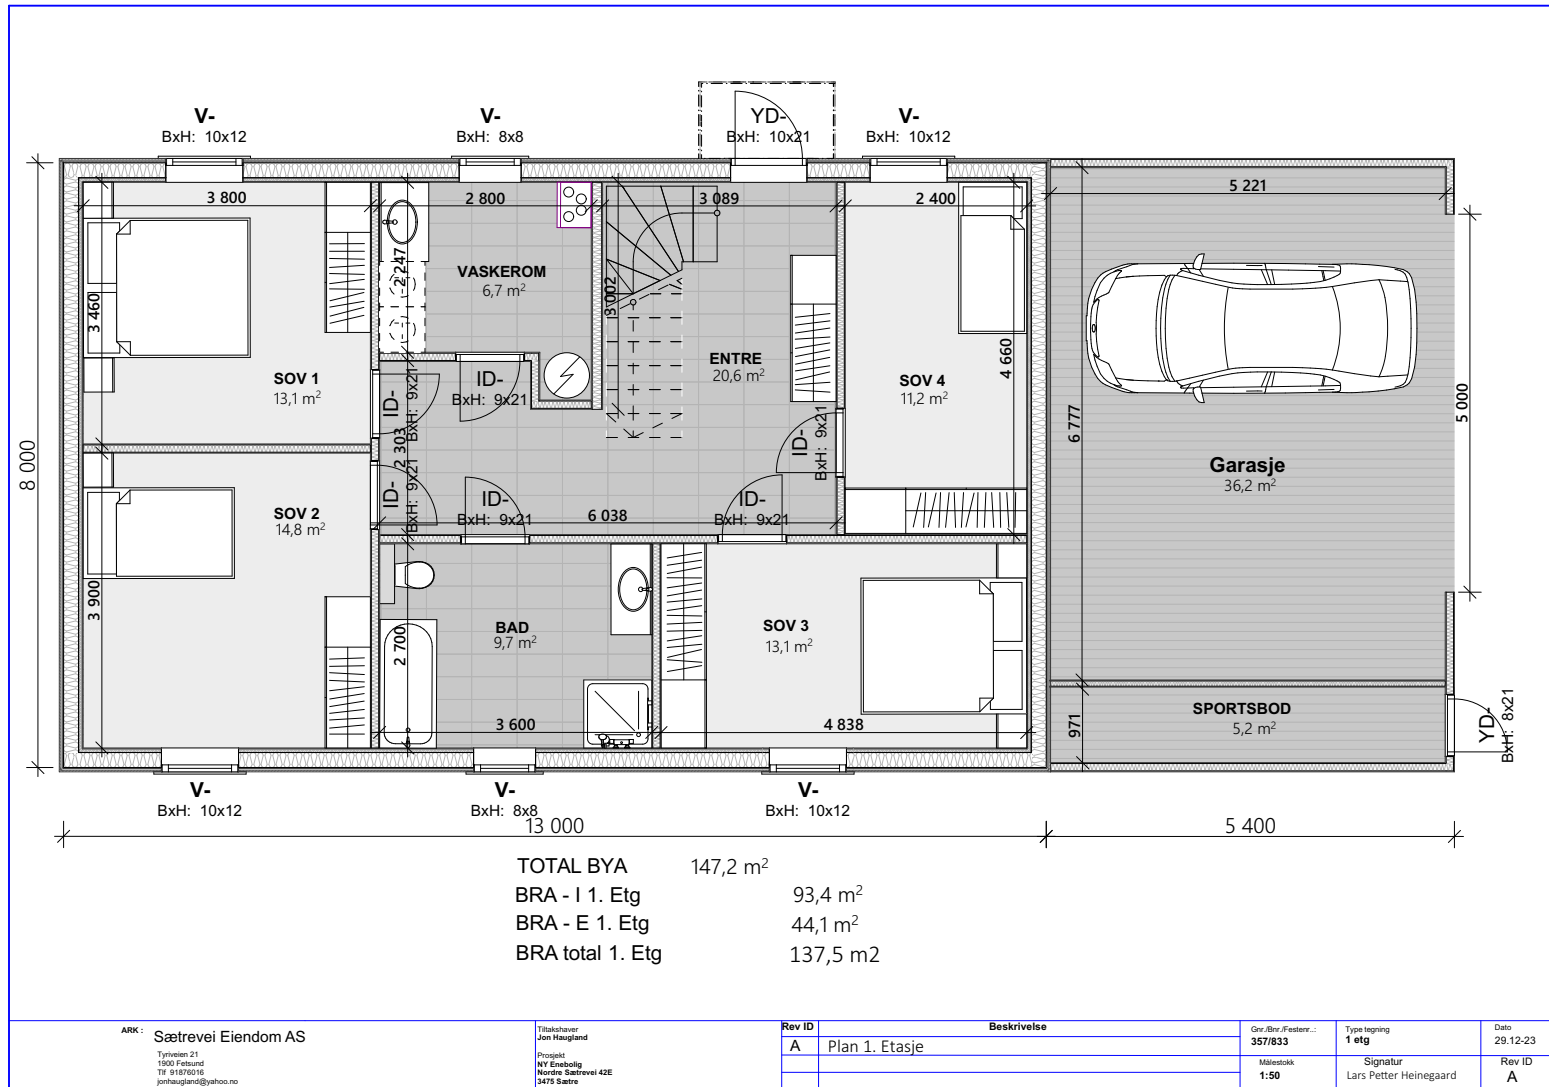 V-
BxH: 10x12
V-
BxH: 8x8
YD-
BxH: 10x21
V-
BxH: 10x12
3 800
2 800
3 089
2 400
5 221
8 000
3 460
2 247
VASKEROM
6,7 m²
3 002
ENTRE
20,6 m²
4 660
SOV 1
13,1 m²
SOV 4
11,2 m²
ID-
BxH: 9x21
ID-
BxH: 9x21
2 303
ID-
BxH: 9x21
ID-
BxH: 9x21
6 777
5 000
Garasje
36,2 m²
SOV 2
14,8 m²
ID-
BxH: 9x21
6 038
ID-
BxH: 9x21
3 900
2 700
BAD
9,7 m²
SOV 3
13,1 m²
3 600
4 838
971
SPORTSBOD
5,2 m²
YD-
BxH: 8x21
V-
BxH: 10x12
V-
BxH: 8x8
V-
BxH: 10x12
13 000
5 400
TOTAL BYA 147,2 m²
BRA - I 1. Etg 93,4 m²
BRA - E 1. Etg 44,1 m²
BRA total 1. Etg 137,5 m2
ARK : Sætrevei Eiendom AS
Tyriveien 21
1900 Fetsund
Tlf 91876016
jonhaugland@yahoo.no
Tiltakshaver
Jon Haugland
Prosjekt
NY Enebolig
Nordre Sætrevei 42E
3475 Sætre
Rev ID Beskrivelse
A Plan 1. Etasje
Gnr./Bnr./Festenr..:
357/833
Målestokk
1:50
Type tegning
1 etg
Signatur
Lars Petter Heinegaard
Dato
29.12-23
Rev ID
A